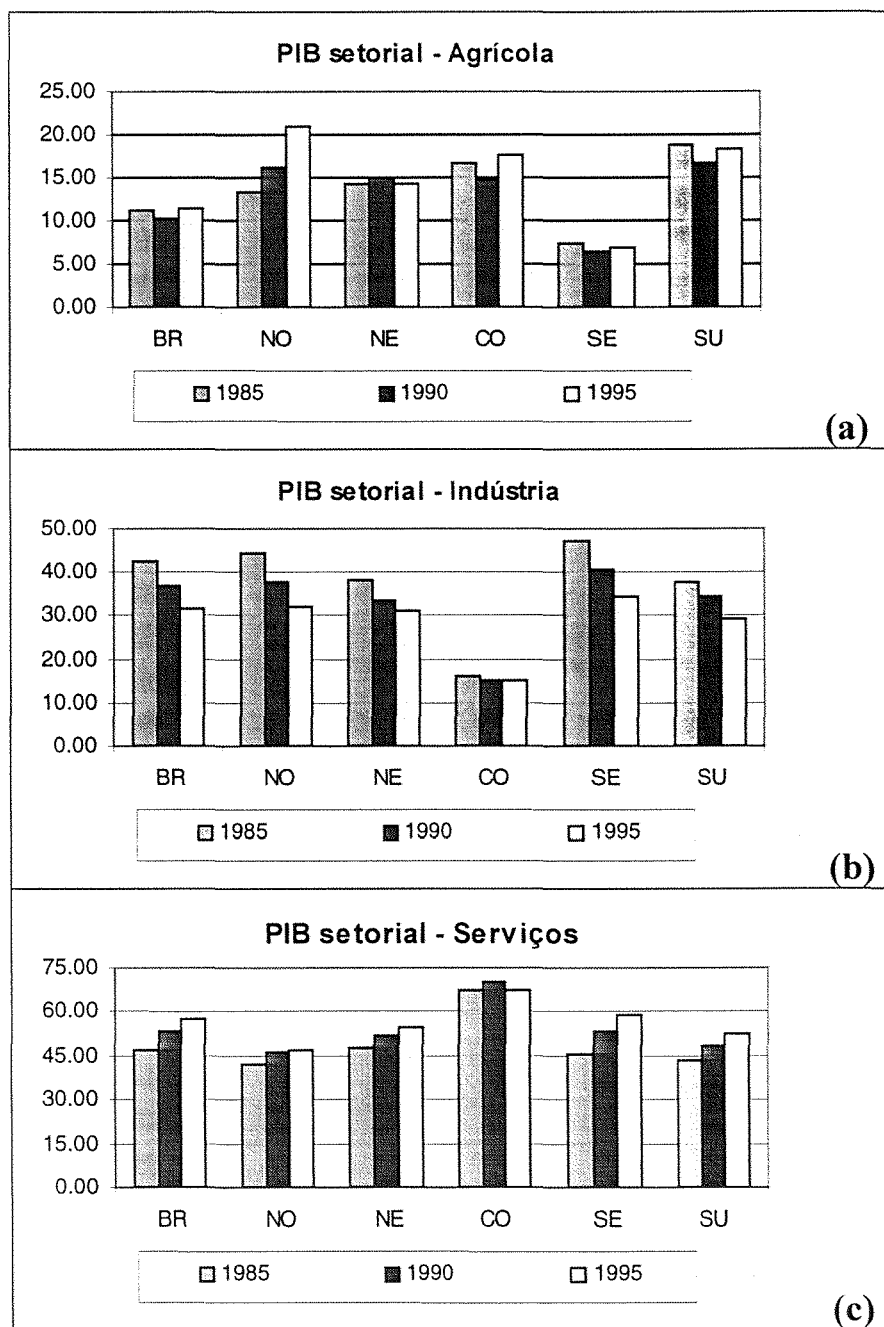 PIB setorial - Agrícola
25.00
20.00
15.00
10.00
5.00
0.00
BR NO NE CO SE SU
1985 1990 1995
(a)
PIB setorial - Indústria
50.00
40.00
30.00
20.00
10.00
0.00
BR NO NE CO SE SU
1985 1990 1995
(b)
PIB setorial - Serviços
75.00
60.00
45.00
30.00
15.00
0.00
BR NO NE CO SE SU
1985 1990 1995
(c)